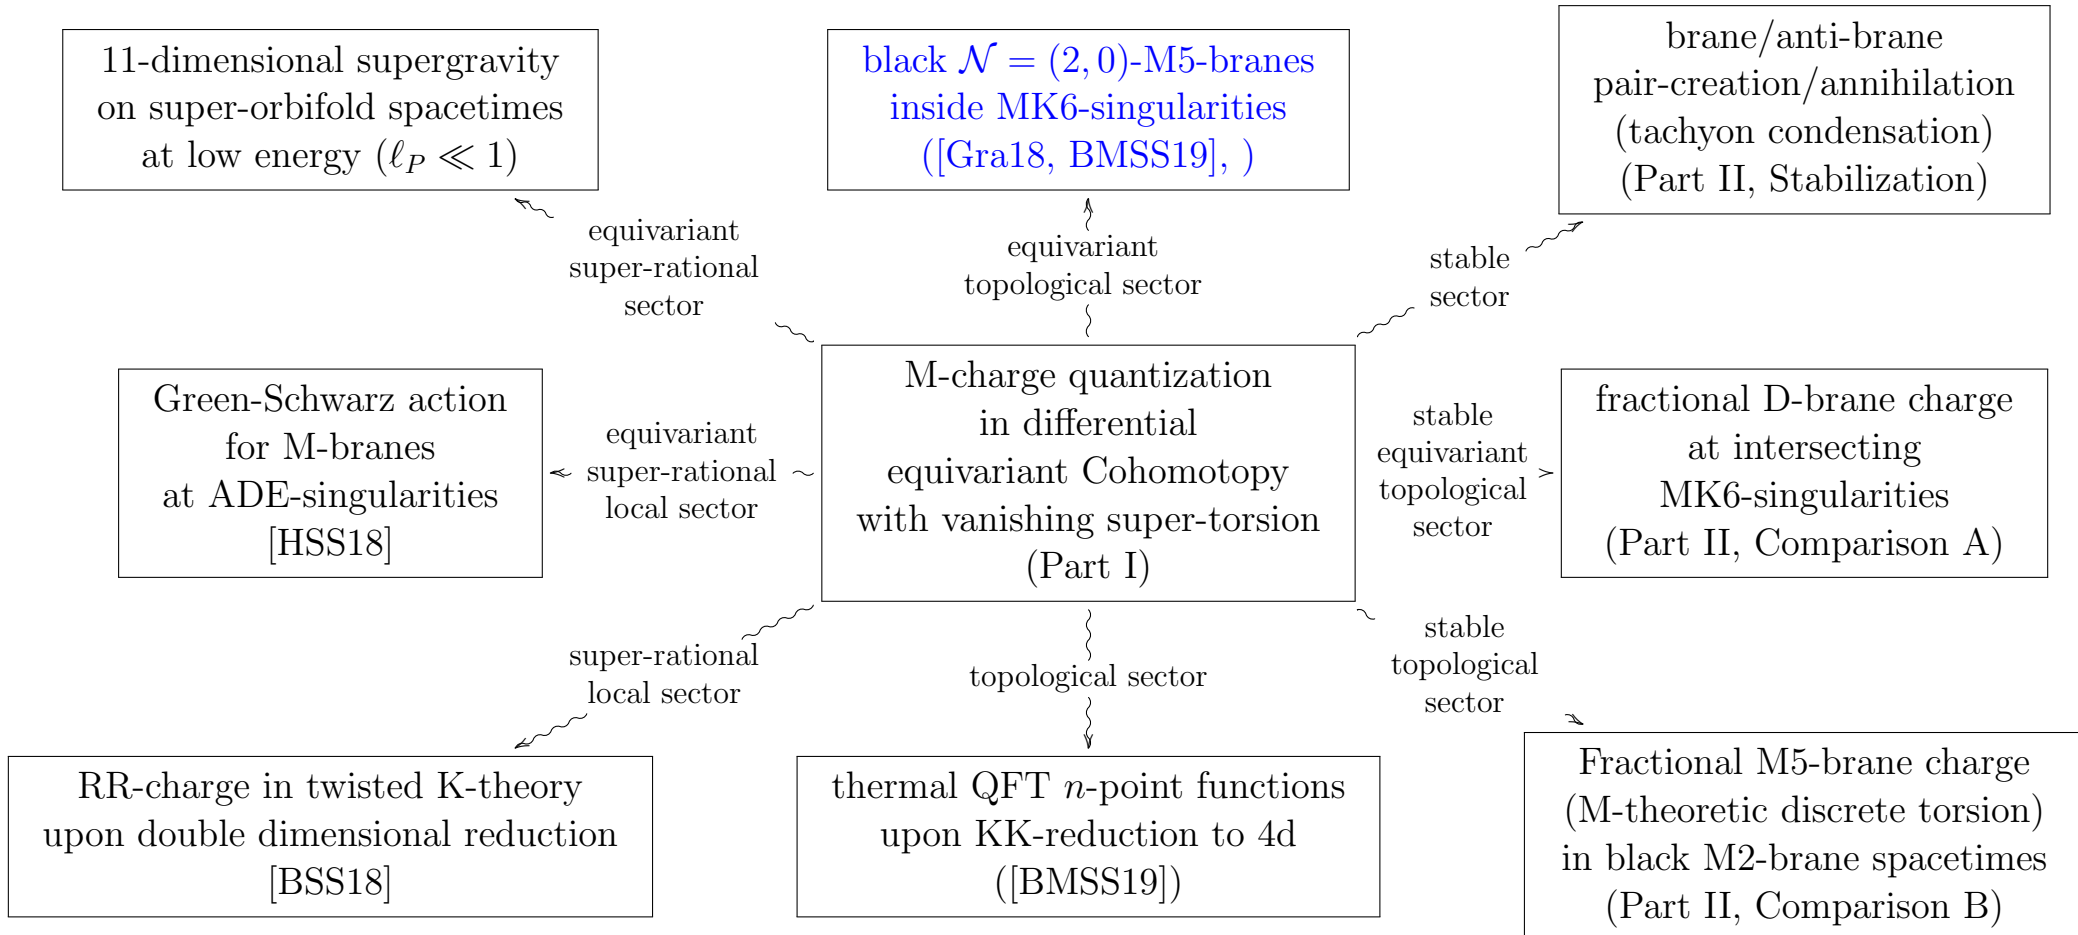 11-dimensional supergravity
on super-orbifold spacetimes
at low energy (ℓ_P ≪ 1)
black 𝒩 = (2, 0)-M5-branes
inside MK6-singularities
([Gra18, BMSS19], )
brane/anti-brane
pair-creation/annihilation
(tachyon condensation)
(Part II, Stabilization)
equivariant
super-rational
sector
equivariant
topological sector
stable
sector
Green-Schwarz action
for M-branes
at ADE-singularities
[HSS18]
equivariant
super-rational
local sector
M-charge quantization
in differential
equivariant Cohomotopy
with vanishing super-torsion
(Part I)
stable
equivariant
topological
sector
fractional D-brane charge
at intersecting
MK6-singularities
(Part II, Comparison A)
super-rational
local sector
topological sector
stable
topological
sector
RR-charge in twisted K-theory
upon double dimensional reduction
[BSS18]
thermal QFT n-point functions
upon KK-reduction to 4d
([BMSS19])
Fractional M5-brane charge
(M-theoretic discrete torsion)
in black M2-brane spacetimes
(Part II, Comparison B)